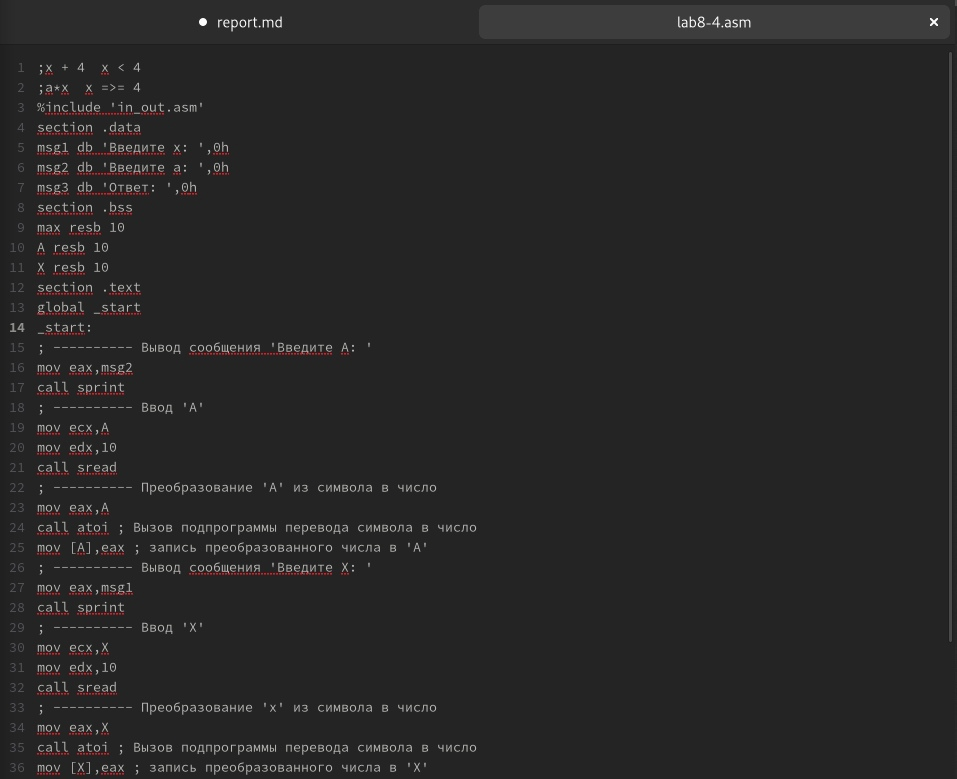 report.md
lab8-4.asm
1 ;x + 4  x < 4
2 ;a*x  x =>= 4
3 %include 'in_out.asm'
4 section .data
5 msg1 db 'Введите x: ',0h
6 msg2 db 'Введите a: ',0h
7 msg3 db 'Ответ: ',0h
8 section .bss
9 max resb 10
10 A resb 10
11 X resb 10
12 section .text
13 global _start
14 _start:
15 ; ---------- Вывод сообщения 'Введите A: '
16 mov eax,msg2
17 call sprint
18 ; ---------- Ввод 'A'
19 mov ecx,A
20 mov edx,10
21 call sread
22 ; ---------- Преобразование 'A' из символа в число
23 mov eax,A
24 call atoi ; Вызов подпрограммы перевода символа в число
25 mov [A],eax ; запись преобразованного числа в 'A'
26 ; ---------- Вывод сообщения 'Введите X: '
27 mov eax,msg1
28 call sprint
29 ; ---------- Ввод 'X'
30 mov ecx,X
31 mov edx,10
32 call sread
33 ; ---------- Преобразование 'x' из символа в число
34 mov eax,X
35 call atoi ; Вызов подпрограммы перевода символа в число
36 mov [X],eax ; запись преобразованного числа в 'X'